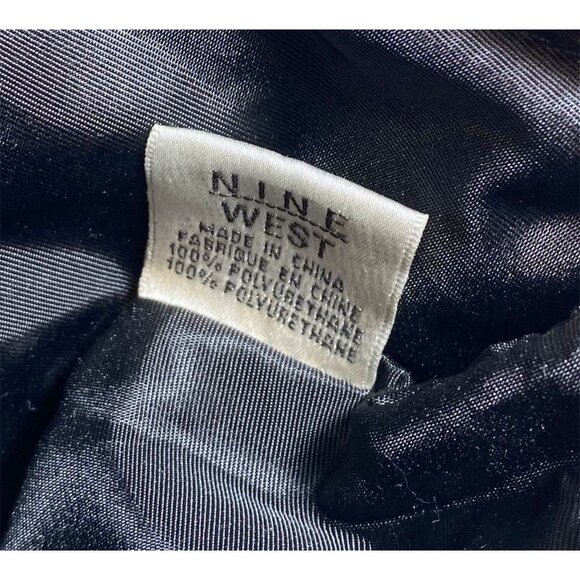 NINE
WEST
MADE IN CHINA
FABRIQUE EN CHINE
100% POLYURETHANE
100% POLYURETHANE